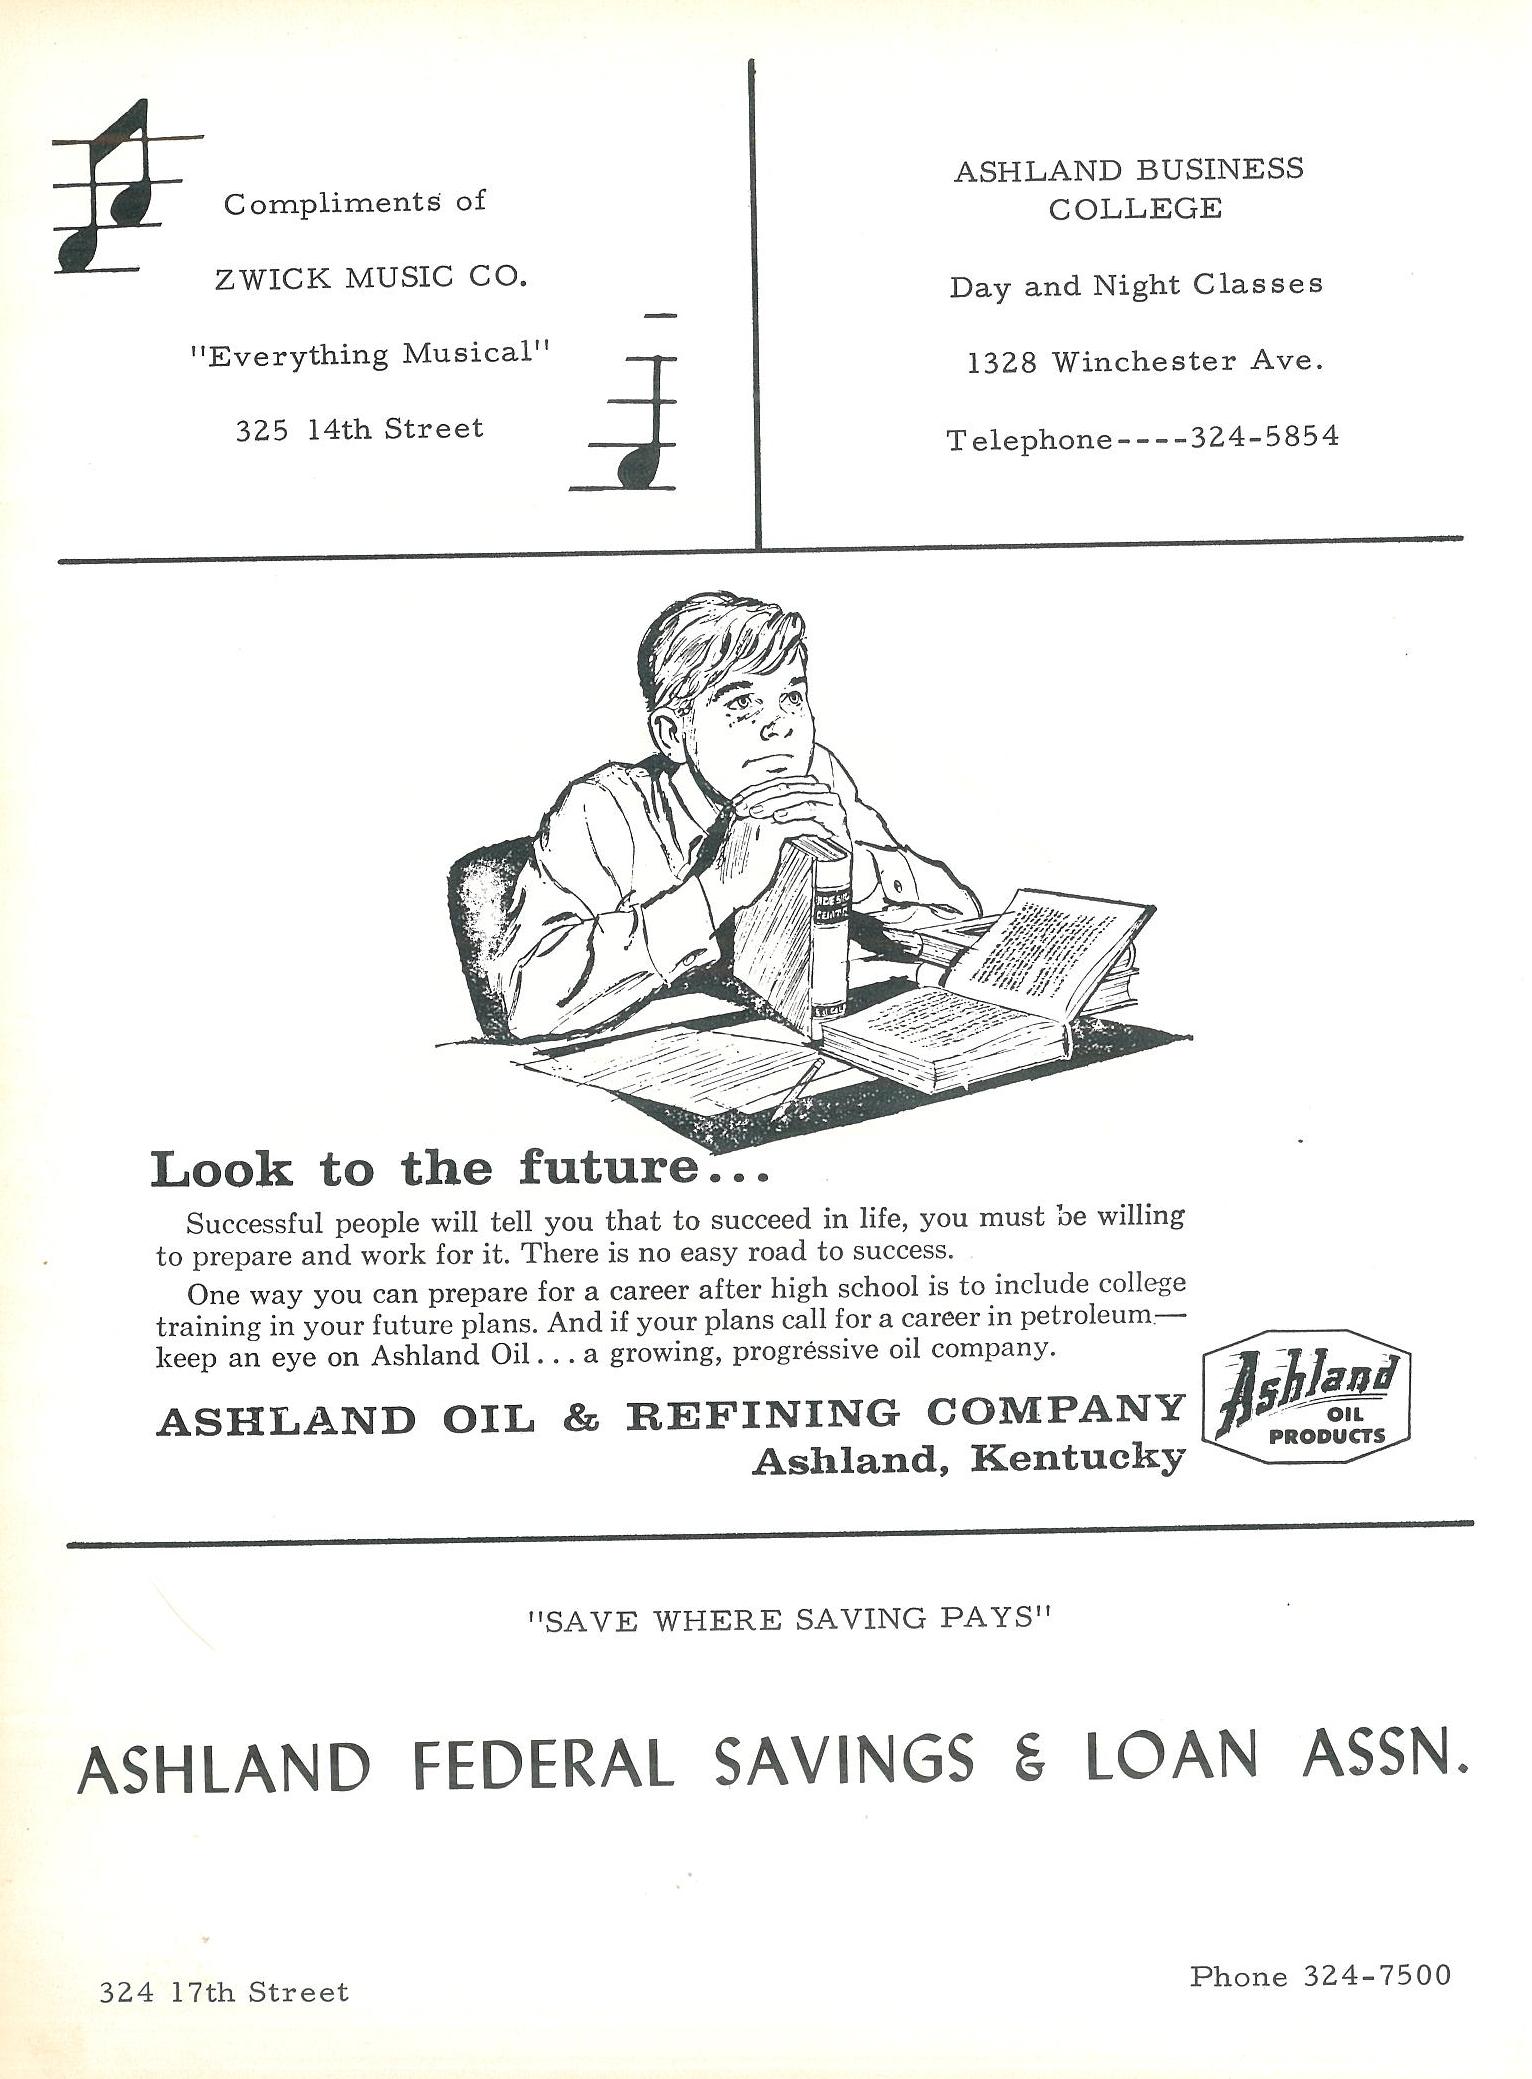 Compliments of
ZWICK MUSIC CO.
"Everything Musical"
325 14th Street
ASHLAND BUSINESS
COLLEGE
Day and Night Classes
1328 Winchester Ave.
Telephone----324-5854
Look to the future...
Successful people will tell you that to succeed in life, you must be willing
to prepare and work for it. There is no easy road to success.
One way you can prepare for a career after high school is to include college
training in your future plans. And if your plans call for a career in petroleum—
keep an eye on Ashland Oil... a growing, progressive oil company.
ASHLAND OIL & REFINING COMPANY
Ashland, Kentucky
Ashland
OIL
PRODUCTS
"SAVE WHERE SAVING PAYS"
ASHLAND FEDERAL SAVINGS & LOAN ASSN.
324 17th Street
Phone 324-7500